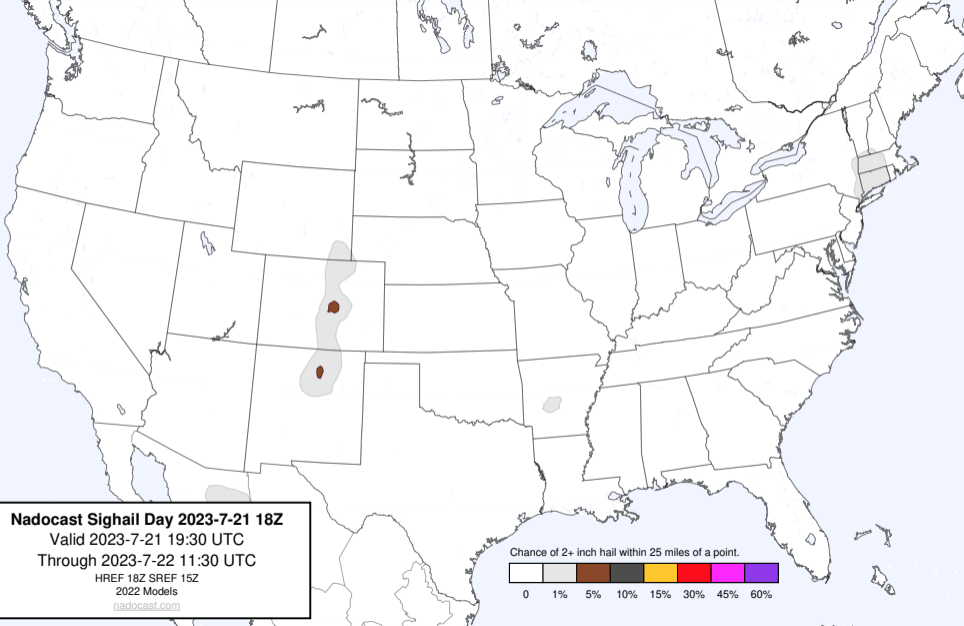 Nadocast Sighail Day 2023-7-21 18Z
Valid 2023-7-21 19:30 UTC
Through 2023-7-22 11:30 UTC
HREF 18Z SREF 15Z
2022 Models
nadocast.com
Chance of 2+ inch hail within 25 miles of a point.
0 1% 5% 10% 15% 30% 45% 60%